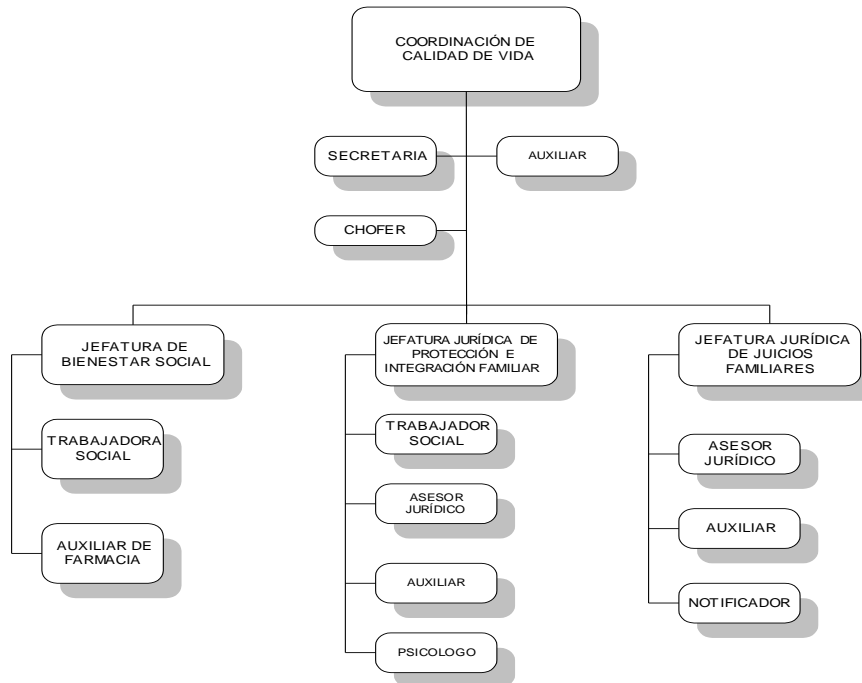 COORDINACIÓN DE
CALIDAD DE VIDA
SECRETARIA
AUXILIAR
CHOFER
JEFATURA DE
BIENESTAR SOCIAL
TRABAJADORA
SOCIAL
AUXILIAR DE
FARMACIA
JEFATURA JURÍDICA DE
PROTECCIÓN E
INTEGRACIÓN FAMILIAR
TRABAJADOR
SOCIAL
ASESOR
JURÍDICO
AUXILIAR
PSICOLOGO
JEFATURA JURÍDICA
DE JUICIOS
FAMILIARES
ASESOR
JURÍDICO
AUXILIAR
NOTIFICADOR